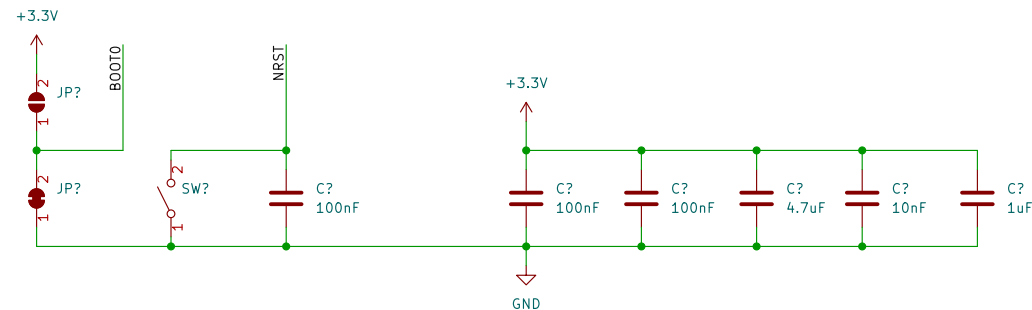 +3.3V
BOOT0
NRST
+3.3V
2
JP?
1
2
JP?
1
2
SW?
1
C?
100nF
C?
100nF
C?
100nF
C?
4.7uF
C?
10nF
C?
1uF
GND